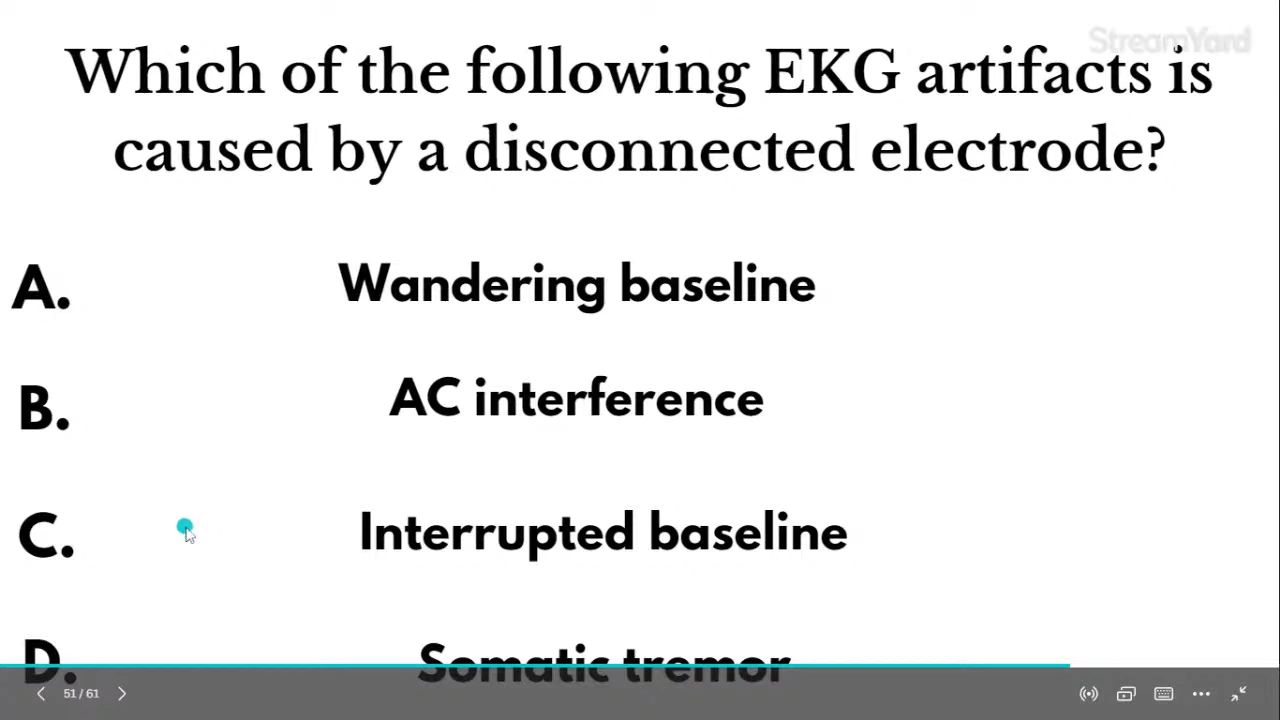 StreamYard
Which of the following EKG artifacts is
caused by a disconnected electrode?
A. Wandering baseline
B. AC interference
C. Interrupted baseline
D. Somatic tremor
51 / 61